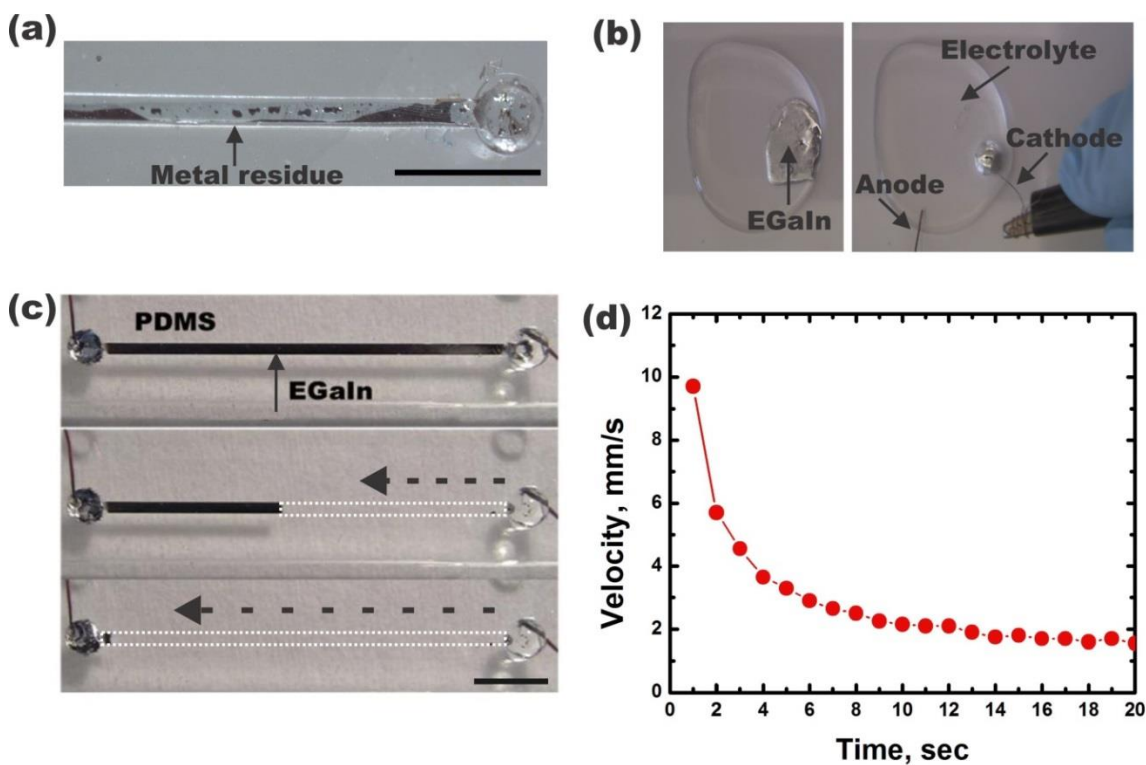 (a)
Metal residue
(b)
Electrolyte
Cathode
Anode
EGaIn
(c)
PDMS
EGaIn
(d)
Velocity, mm/s
12
10
8
6
4
2
0
0 2 4 6 8 10 12 14 16 18 20
Time, sec